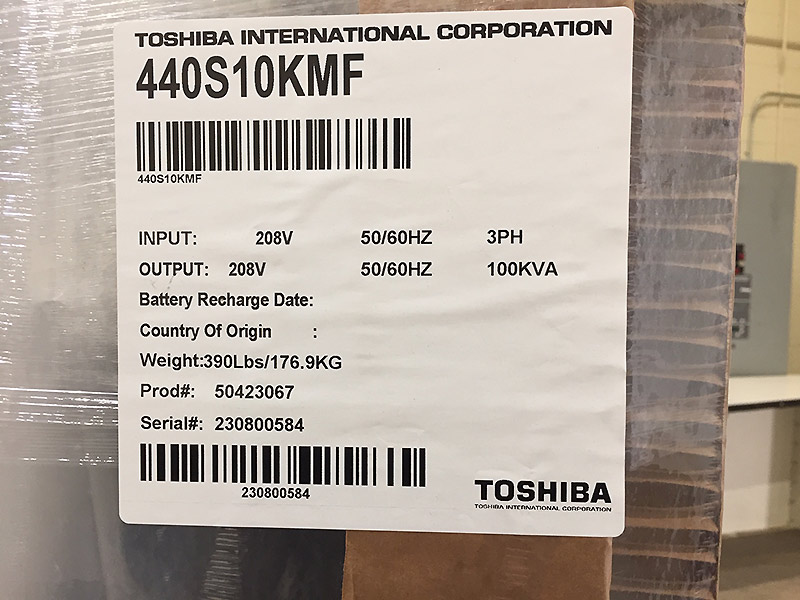 TOSHIBA INTERNATIONAL CORPORATION
440S10KMF
440S10KMF
INPUT: 208V 50/60HZ 3PH
OUTPUT: 208V 50/60HZ 100KVA
Battery Recharge Date:
Country Of Origin :
Weight:390Lbs/176.9KG
Prod#: 50423067
Serial#: 230800584
230800584
TOSHIBA
TOSHIBA INTERNATIONAL CORPORATION